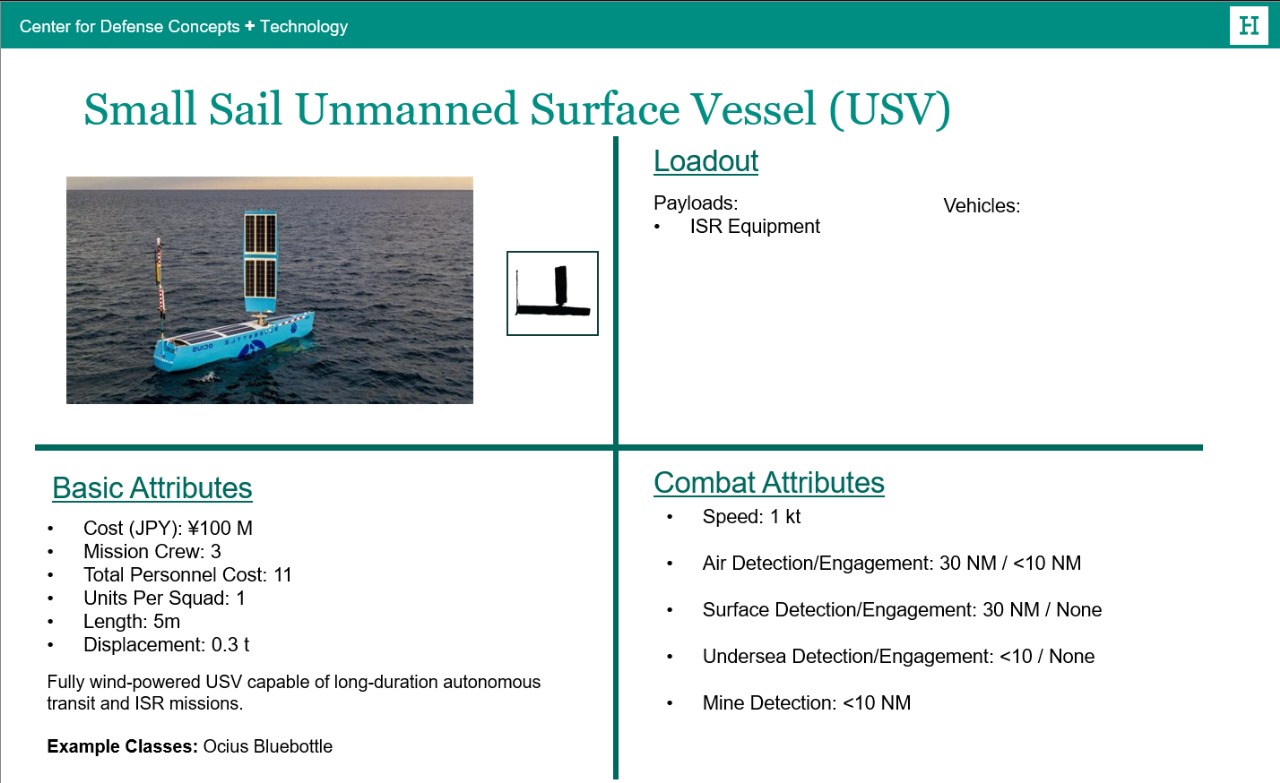 Center for Defense Concepts + Technology
H
Small Sail Unmanned Surface Vessel (USV)
Loadout
Payloads:
• ISR Equipment
Vehicles:
Basic Attributes
• Cost (JPY): ¥100 M
• Mission Crew: 3
• Total Personnel Cost: 11
• Units Per Squad: 1
• Length: 5m
• Displacement: 0.3 t
Fully wind-powered USV capable of long-duration autonomous
transit and ISR missions.
Example Classes: Ocius Bluebottle
Combat Attributes
• Speed: 1 kt
• Air Detection/Engagement: 30 NM / <10 NM
• Surface Detection/Engagement: 30 NM / None
• Undersea Detection/Engagement: <10 / None
• Mine Detection: <10 NM